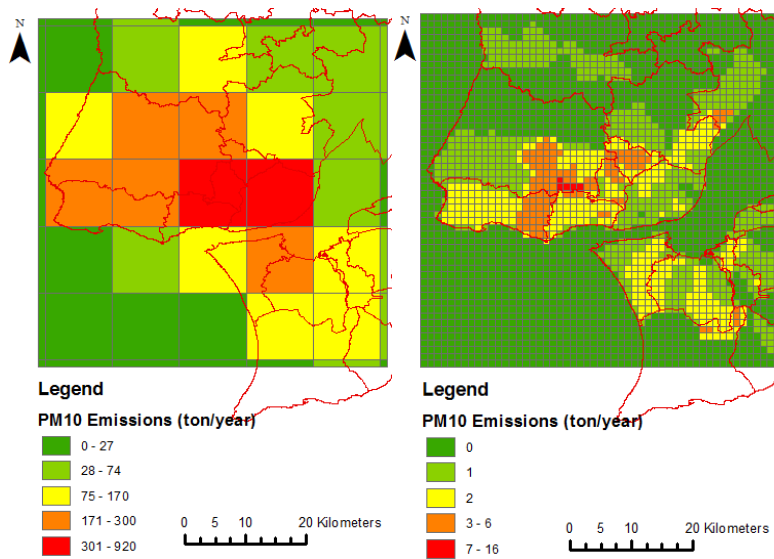 N
Legend
PM10 Emissions (ton/year)
0 - 27
28 - 74
75 - 170
171 - 300
301 - 920
0 5 10 20 Kilometers
N
Legend
PM10 Emissions (ton/year)
0
1
2
3 - 6
7 - 16
0 5 10 20 Kilometers